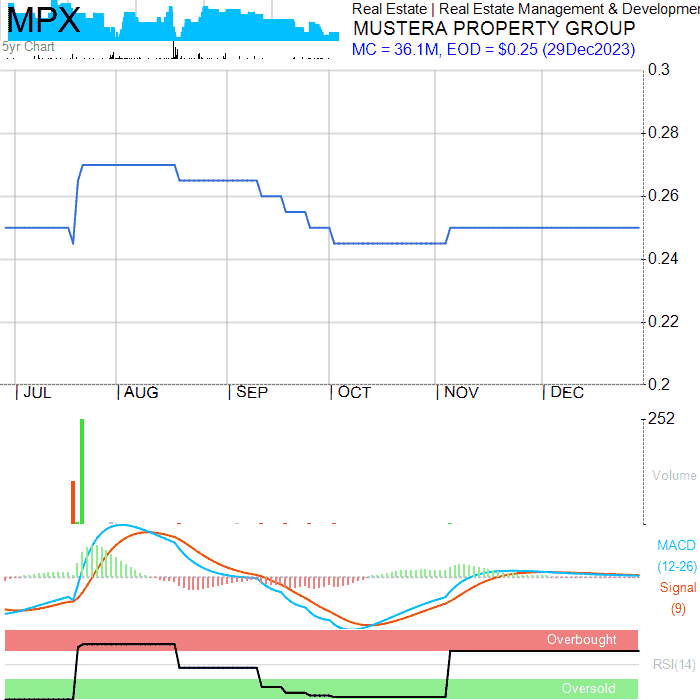 MPX
Real Estate | Real Estate Management & Developmen
MUSTERA PROPERTY GROUP
5yr Chart
MC = 36.1M, EOD = $0.25 (29Dec2023)
0.3
0.28
0.26
0.24
0.22
0.2
| JUL | AUG | SEP | OCT | NOV | DEC
252
Volume
MACD
(12-26)
Signal
(9)
Overbought
RSI(14)
Oversold